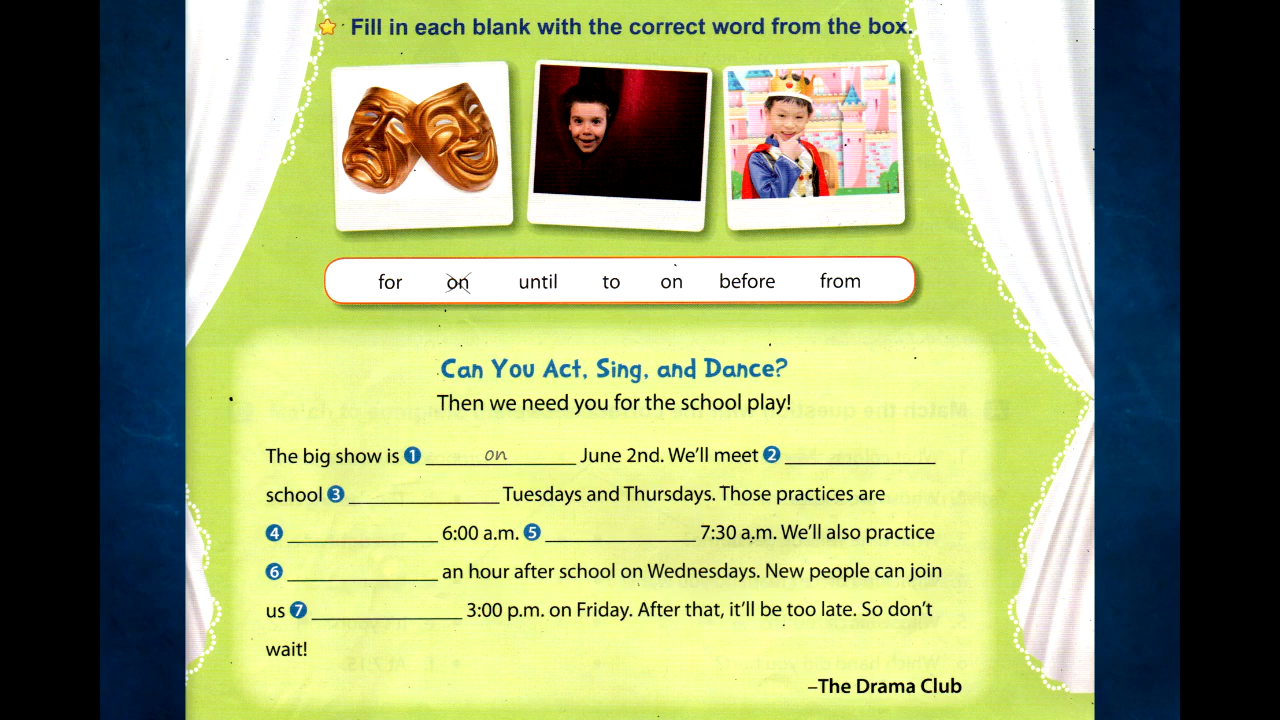 Fill in each blank with the correct word from the box.
for on until to on before from
Can You Act, Sing, and Dance?
Then we need you for the school play!
The big show is 1 on June 2nd. We'll meet 2
school 3 Tuesdays and Thursdays. Those practices are
4 6:00 a.m. 5 7:30 a.m. We'll also practice
6 an hour after school on Wednesdays. New people can join
us 7 3:00 p.m. on Friday. After that, it'll be too late. So don't
wait!
–The Drama Club